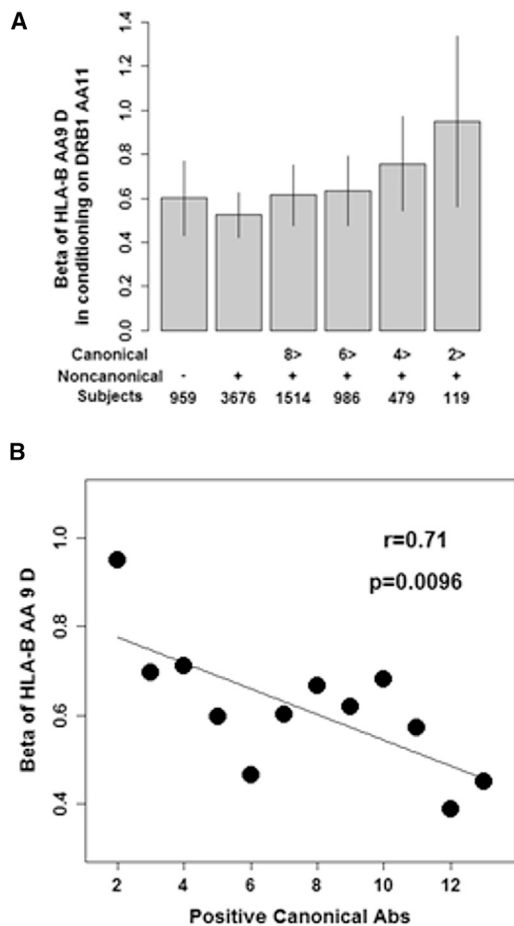 A
Beta of HLA-B AA9 D
in conditioning on DRB1 AA11
0.0 0.2 0.4 0.6 0.8 1.0 1.2 1.4
Canonical 8> 6> 4> 2>
Noncanonical - + + + + +
Subjects 959 3676 1514 986 479 119
B
Beta of HLA-B AA 9 D
0.4 0.6 0.8 1.0
r=0.71
p=0.0096
2 4 6 8 10 12
Positive Canonical Abs